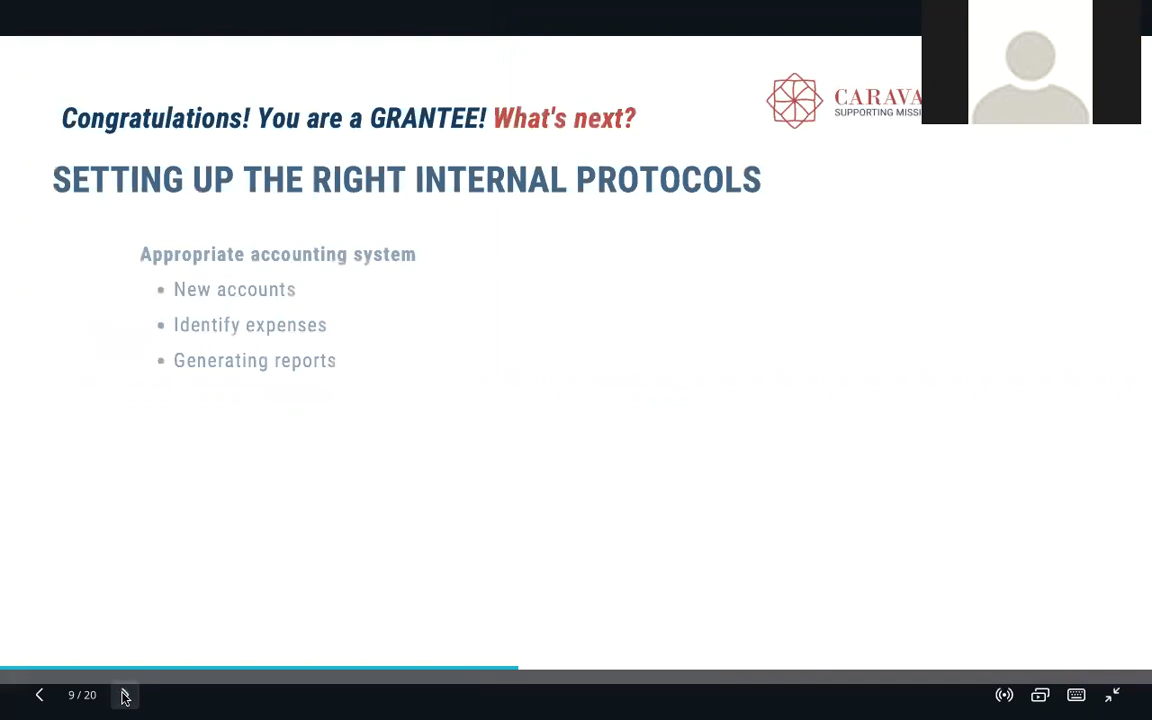 Congratulations! You are a GRANTEE! What's next?
CARAVA
SUPPORTING MISSI
SETTING UP THE RIGHT INTERNAL PROTOCOLS
Appropriate accounting system
• New accounts
• Identify expenses
• Generating reports
9 / 20